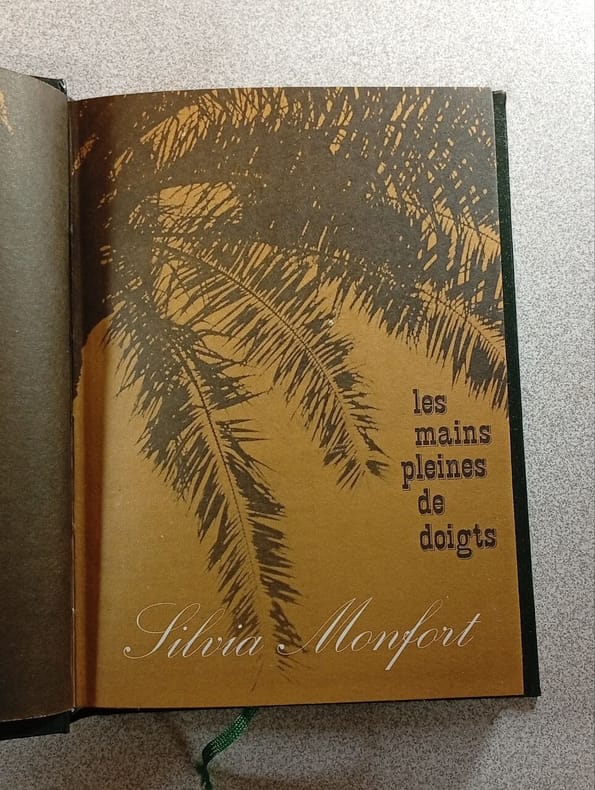 les
mains
pleines
de
doigts
Silvia Monfort